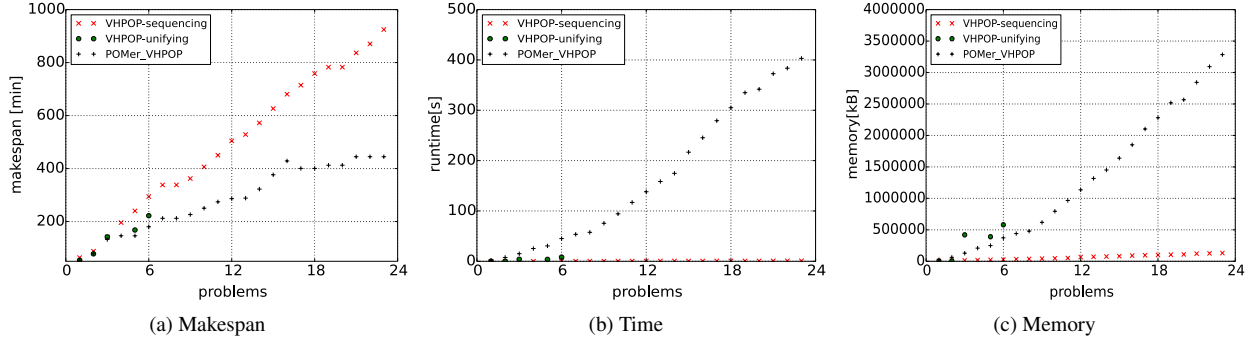 1000
800
600
400
200
makespan [min]
VHPOP-sequencing
VHPOP-unifying
POMer_VHPOP
0 6 12 18 24
problems
(a) Makespan
500
400
300
200
100
0
runtime[s]
VHPOP-sequencing
VHPOP-unifying
POMer_VHPOP
0 6 12 18 24
problems
(b) Time
4000000
3500000
3000000
2500000
2000000
1500000
1000000
500000
0
memory[kB]
VHPOP-sequencing
VHPOP-unifying
POMer_VHPOP
0 6 12 18 24
problems
(c) Memory